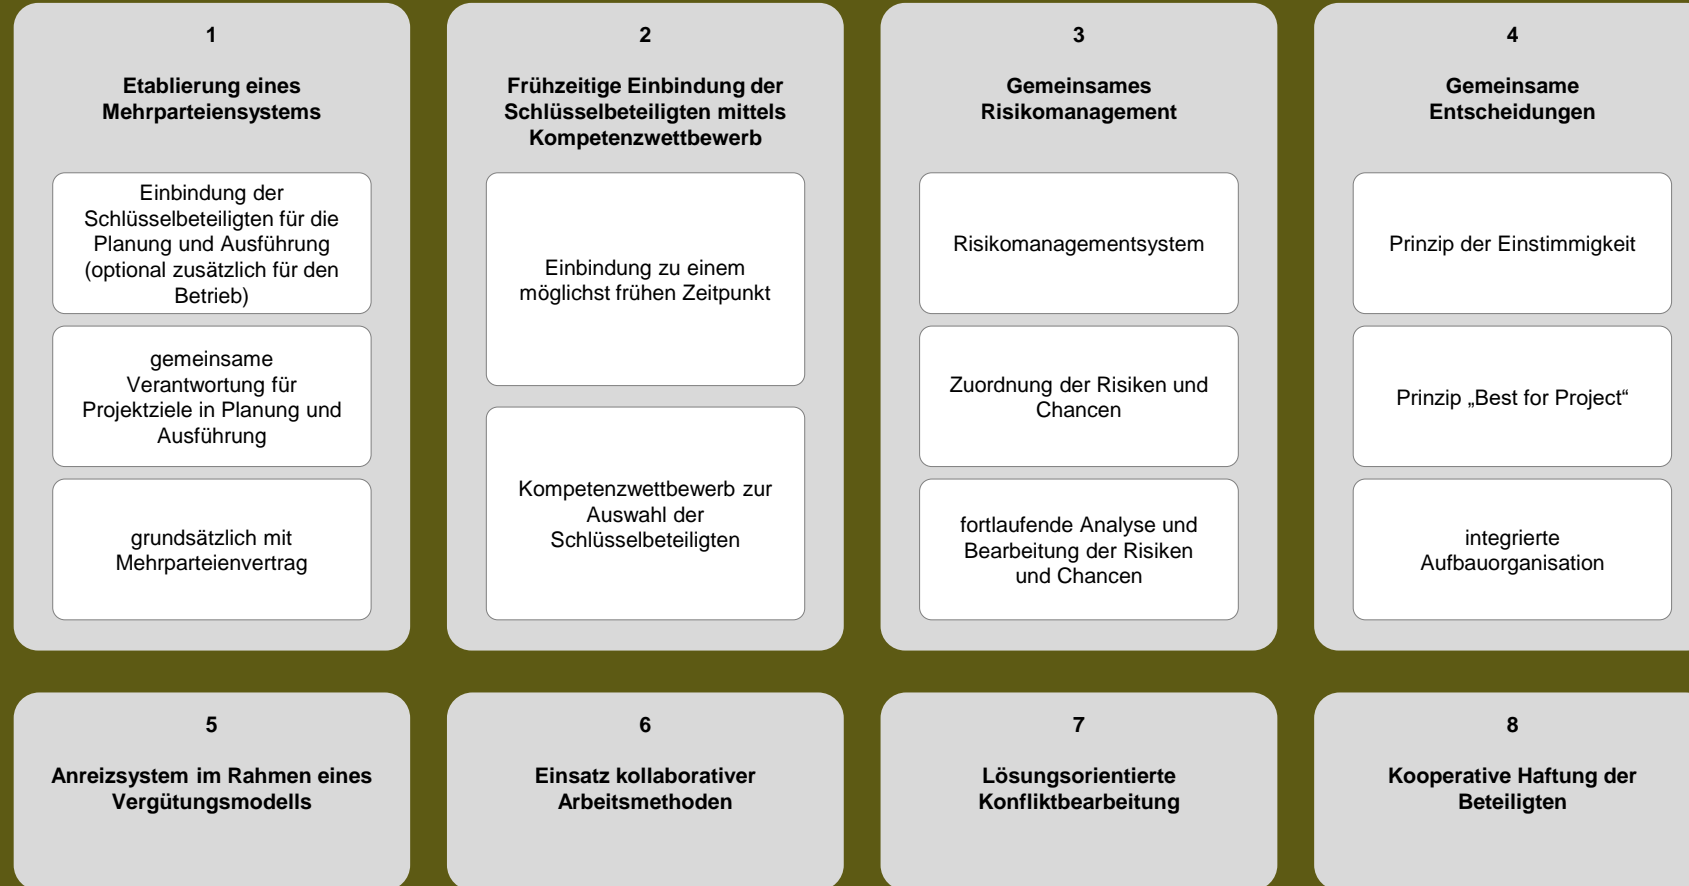 1
Etablierung eines
Mehrparteiensystems
Einbindung der
Schlüsselbeteiligten für die
Planung und Ausführung
(optional zusätzlich für den
Betrieb)
gemeinsame
Verantwortung für
Projektziele in Planung und
Ausführung
grundsätzlich mit
Mehrparteienvertrag
2
Frühzeitige Einbindung der
Schlüsselbeteiligten mittels
Kompetenzwettbewerb
Einbindung zu einem
möglichst frühen Zeitpunkt
Kompetenzwettbewerb zur
Auswahl der
Schlüsselbeteiligten
3
Gemeinsames
Risikomanagement
Risikomanagementsystem
Zuordnung der Risiken und
Chancen
fortlaufende Analyse und
Bearbeitung der Risiken
und Chancen
4
Gemeinsame
Entscheidungen
Prinzip der Einstimmigkeit
Prinzip „Best for Project“
integrierte
Aufbauorganisation
5
Anreizsystem im Rahmen eines
Vergütungsmodells
6
Einsatz kollaborativer
Arbeitsmethoden
7
Lösungsorientierte
Konfliktbearbeitung
8
Kooperative Haftung der
Beteiligten